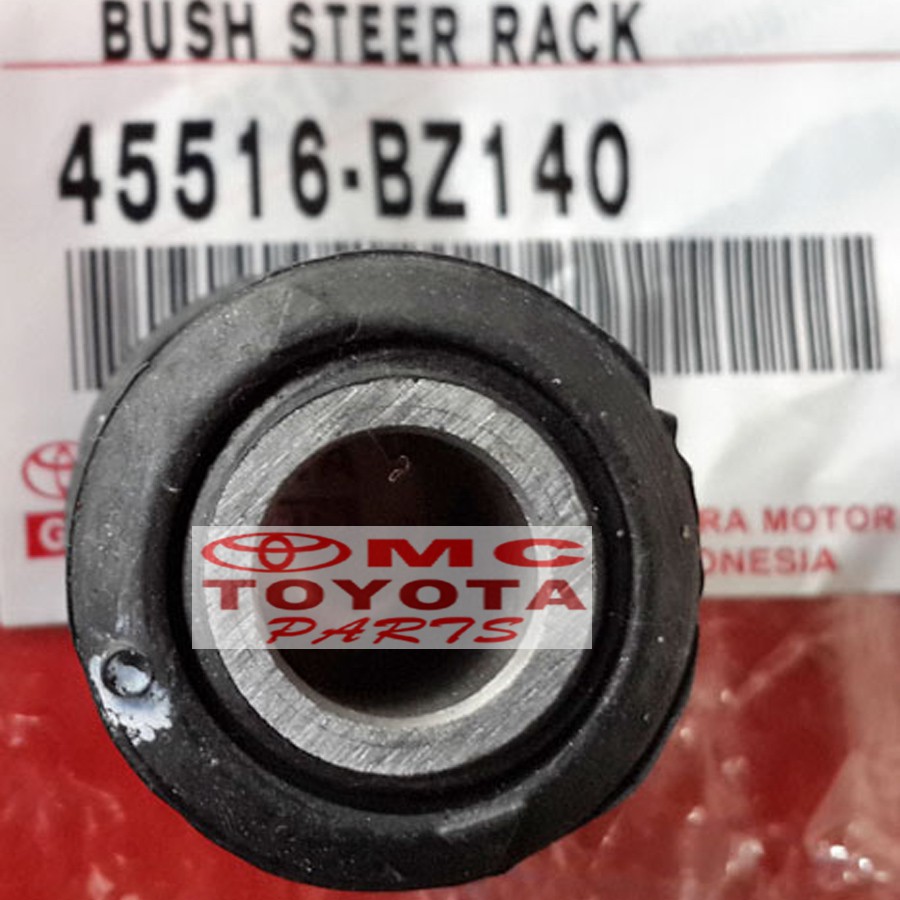 BUSH STEER RACK
45516-BZ140
RA MOTOR
ONESIA
MC
TOYOTA
PARTS